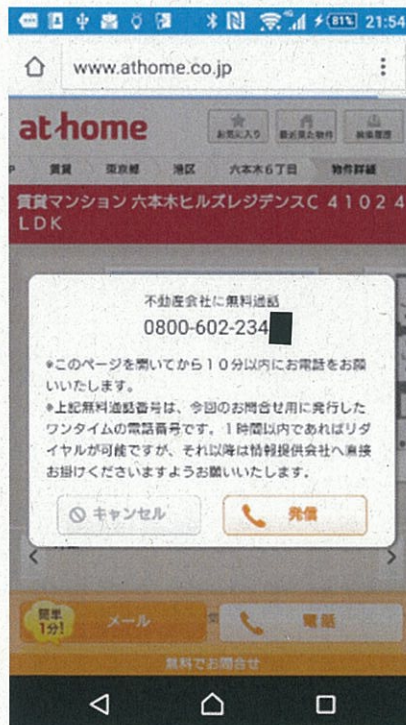 81% 21:54
www.athome.co.jp
at home
お気に入り 最近見た物件 検索履歴
賃貸 東京都 港区 六本木6丁目 物件詳細
賃貸マンション 六本木ヒルズレジデンスC 4102 4
LDK
不動産会社に無料通話
0800-602-234
*このページを開いてから10分以内にお電話をお願
いいたします。
*上記無料通話番号は、今回のお問合せ用に発行した
ワンタイムの電話番号です。1時間以内であればリダ
イヤルが可能ですが、それ以降は情報提供会社へ直接
お掛けくださいますようお願いいたします。
キャンセル 発信
簡単
1分! メール 電話
無料でお問合せ